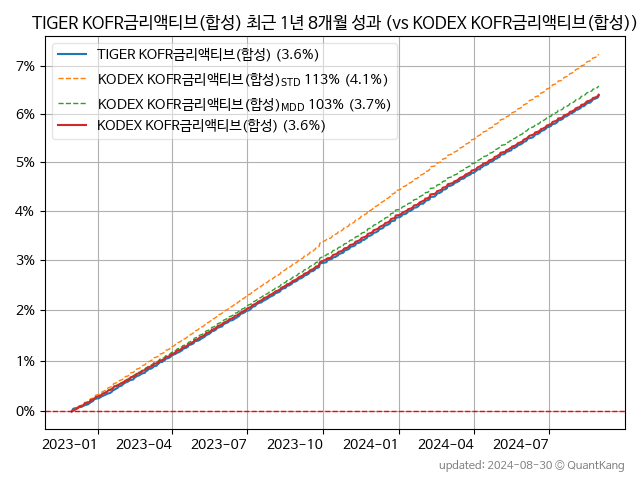 TIGER KOFR금리액티브(합성) 최근 1년 8개월 성과 (vs KODEX KOFR금리액티브(합성))
TIGER KOFR금리액티브(합성) (3.6%)
KODEX KOFR금리액티브(합성)STD 113% (4.1%)
KODEX KOFR금리액티브(합성)MDD 103% (3.7%)
KODEX KOFR금리액티브(합성) (3.6%)
7%
6%
5%
4%
3%
2%
1%
0%
2023-01 2023-04 2023-07 2023-10 2024-01 2024-04 2024-07
updated: 2024-08-30 © QuantKang